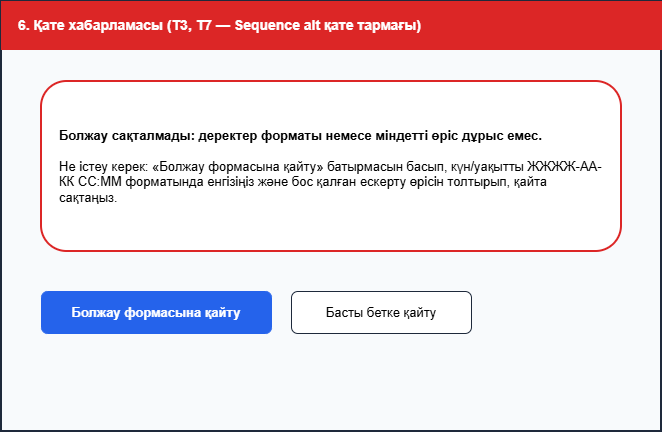 6. Қате хабарламасы (T3, T7 — Sequence alt қате тармағы)
Болжау сақталмады: деректер форматы немесе міндетті өріс дұрыс емес.
Не істеу керек: «Болжау формасына қайту» батырмасын басып, күн/уақытты ЖЖЖЖ-АА-
КК СС:ММ форматында енгізіңіз және бос қалған ескерту өрісін толтырып, қайта
сақтаңыз.
Болжау формасына қайту
Басты бетке қайту